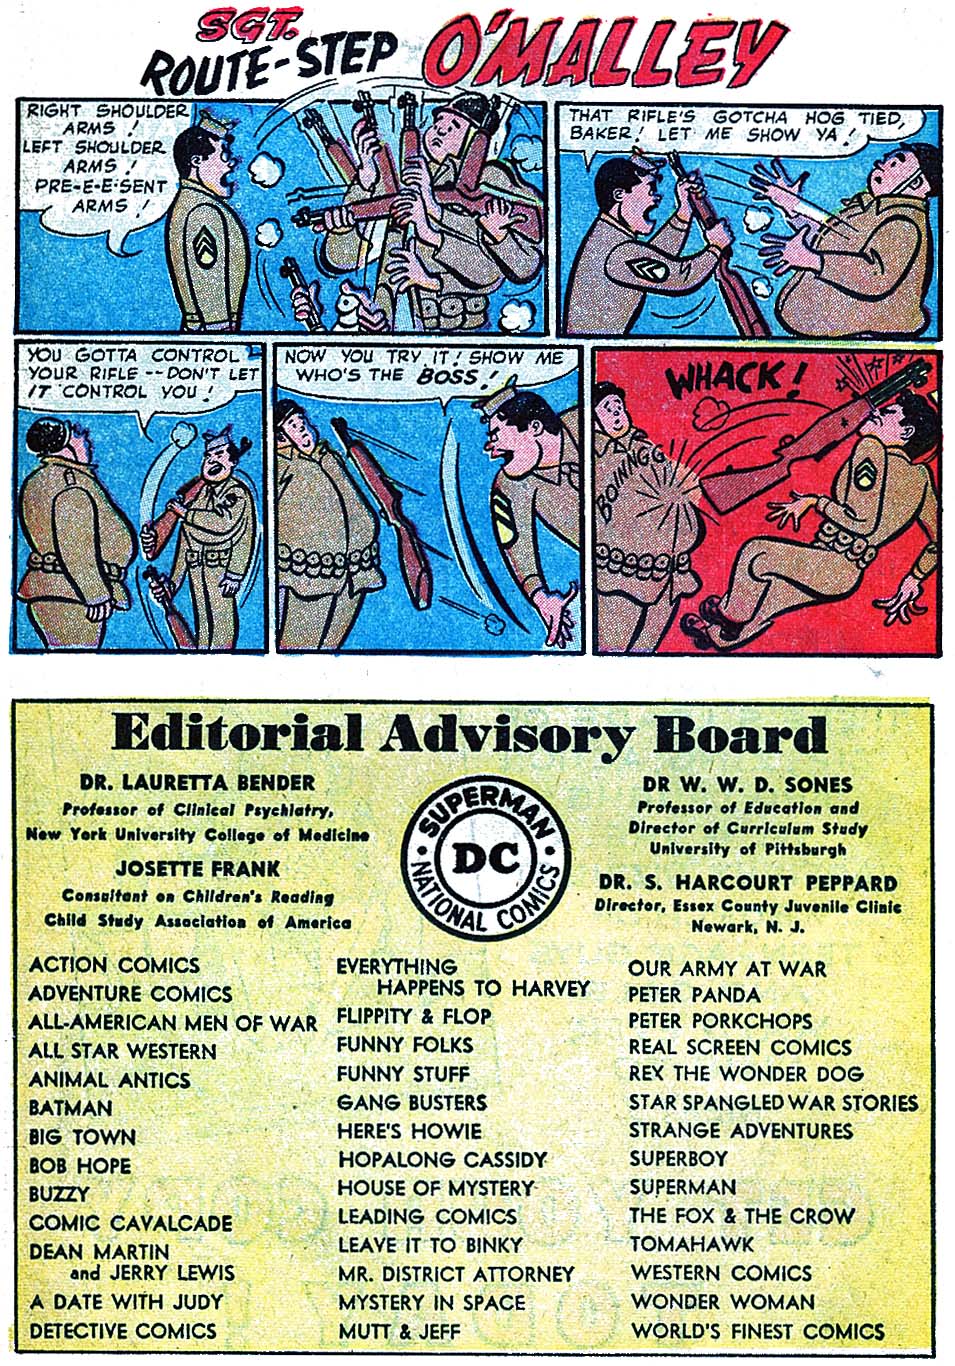 SGT.
ROUTE-STEP O'MALLEY
RIGHT SHOULDER
ARMS!
LEFT SHOULDER
ARMS!
PRE-E-E-SENT
ARMS!
THAT RIFLE'S GOTCHA HOG TIED,
BAKER! LET ME SHOW YA!
YOU GOTTA CONTROL
YOUR RIFLE -- DON'T LET
IT CONTROL YOU!
NOW YOU TRY IT! SHOW ME
WHO'S THE BOSS!
WHACK!
BOINNGG
Editorial Advisory Board
DR. LAURETTA BENDER
Professor of Clinical Psychiatry,
New York University College of Medicine
JOSETTE FRANK
Consultant on Children's Reading
Child Study Association of America
SUPERMAN
DC
NATIONAL COMICS
DR W. W. D. SONES
Professor of Education and
Director of Curriculum Study
University of Pittsburgh
DR. S. HARCOURT PEPPARD
Director, Essex County Juvenile Clinic
Newark, N. J.
ACTION COMICS
ADVENTURE COMICS
ALL-AMERICAN MEN OF WAR
ALL STAR WESTERN
ANIMAL ANTICS
BATMAN
BIG TOWN
BOB HOPE
BUZZY
COMIC CAVALCADE
DEAN MARTIN
and JERRY LEWIS
A DATE WITH JUDY
DETECTIVE COMICS
EVERYTHING
HAPPENS TO HARVEY
FLIPPITY & FLOP
FUNNY FOLKS
FUNNY STUFF
GANG BUSTERS
HERE'S HOWIE
HOPALONG CASSIDY
HOUSE OF MYSTERY
LEADING COMICS
LEAVE IT TO BINKY
MR. DISTRICT ATTORNEY
MYSTERY IN SPACE
MUTT & JEFF
OUR ARMY AT WAR
PETER PANDA
PETER PORKCHOPS
REAL SCREEN COMICS
REX THE WONDER DOG
STAR SPANGLED WAR STORIES
STRANGE ADVENTURES
SUPERBOY
SUPERMAN
THE FOX & THE CROW
TOMAHAWK
WESTERN COMICS
WONDER WOMAN
WORLD'S FINEST COMICS